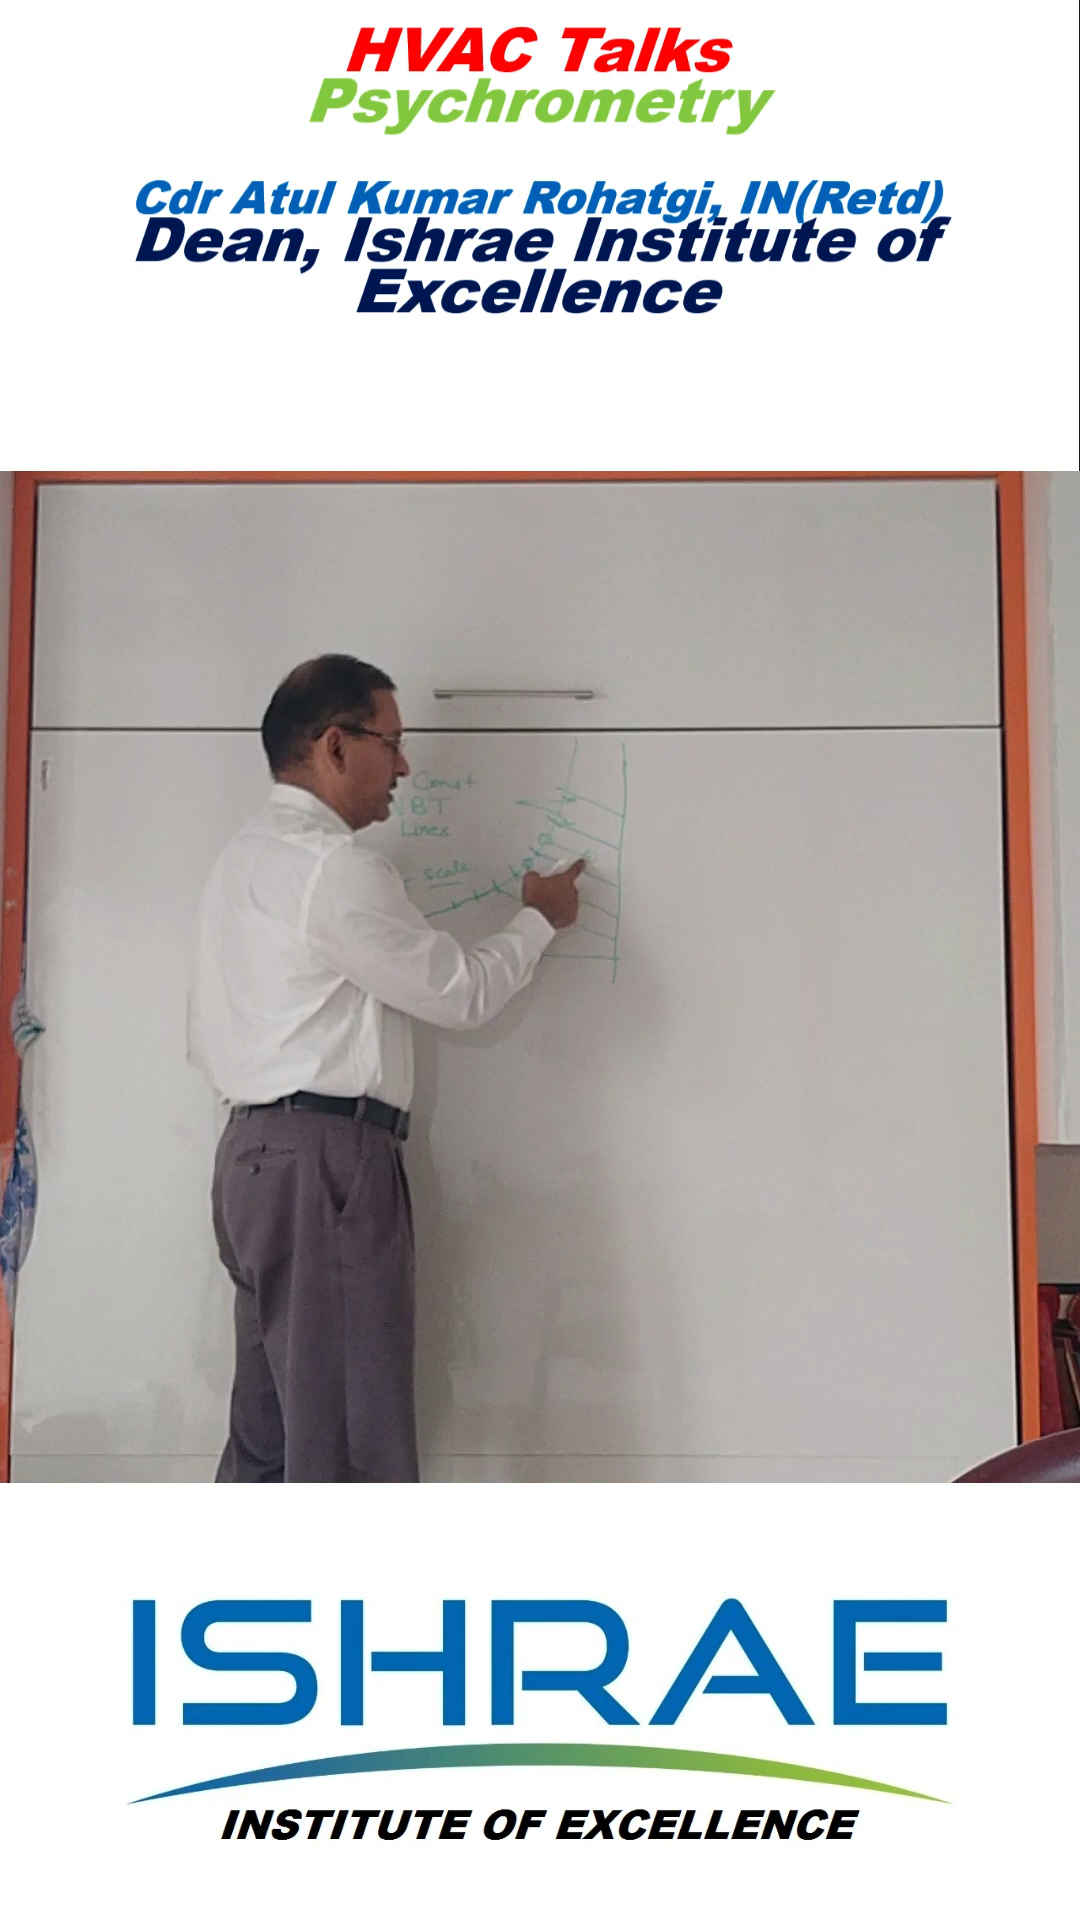 HVAC Talks
Psychrometry
Cdr Atul Kumar Rohatgi, IN(Retd)
Dean, Ishrae Institute of
Excellence
Const
WBT
Lines
T Scale
ISHRAE
INSTITUTE OF EXCELLENCE